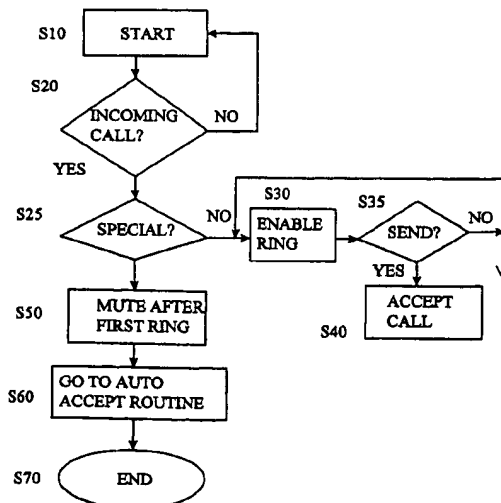 S10
START
S20
INCOMING
CALL?
NO
YES
S25
SPECIAL?
NO
S30
ENABLE
RING
S35
SEND?
NO
YES
S40
ACCEPT
CALL
S50
MUTE AFTER
FIRST RING
S60
GO TO AUTO
ACCEPT ROUTINE
S70
END